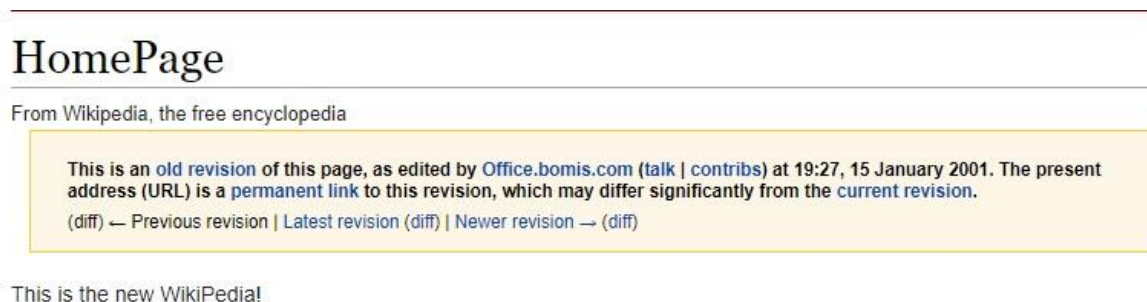 HomePage
From Wikipedia, the free encyclopedia
This is an old revision of this page, as edited by Office.bomis.com (talk | contribs) at 19:27, 15 January 2001. The present
address (URL) is a permanent link to this revision, which may differ significantly from the current revision.
(diff) ← Previous revision | Latest revision (diff) | Newer revision → (diff)
This is the new WikiPedia!